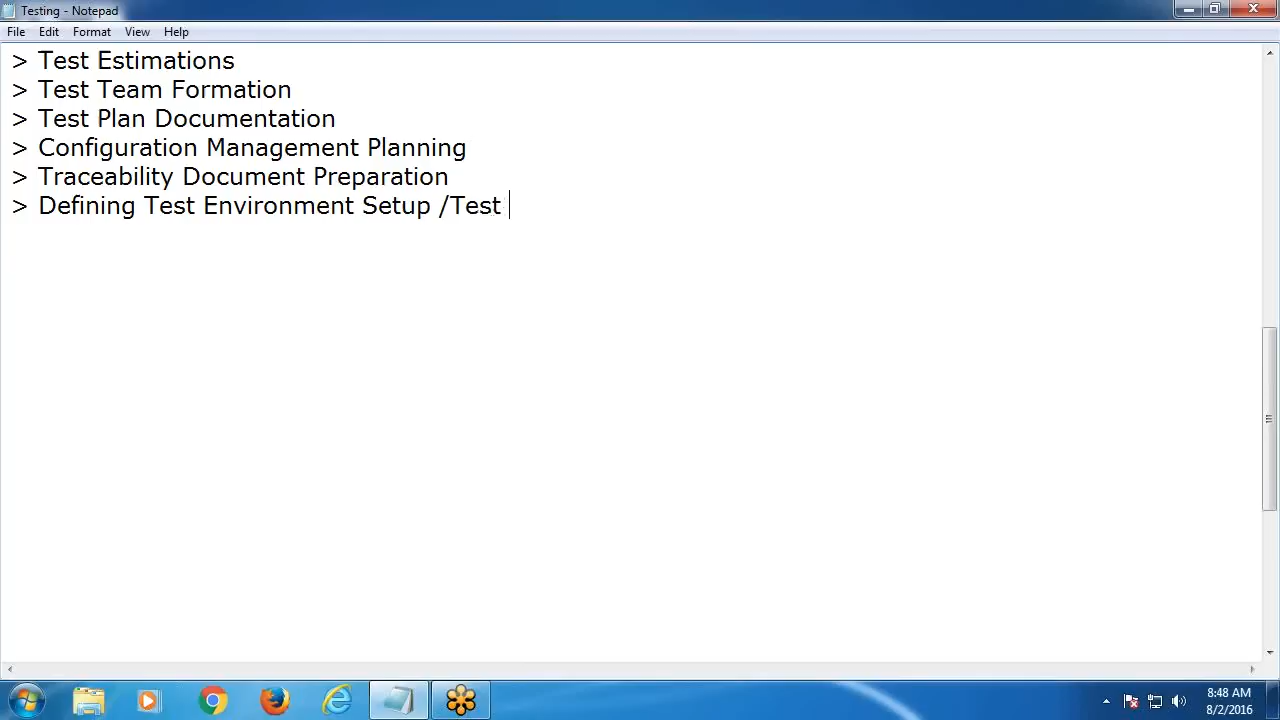 Testing - Notepad
File Edit Format View Help
> Test Estimations
> Test Team Formation
> Test Plan Documentation
> Configuration Management Planning
> Traceability Document Preparation
> Defining Test Environment Setup /Test
8:48 AM
8/2/2016